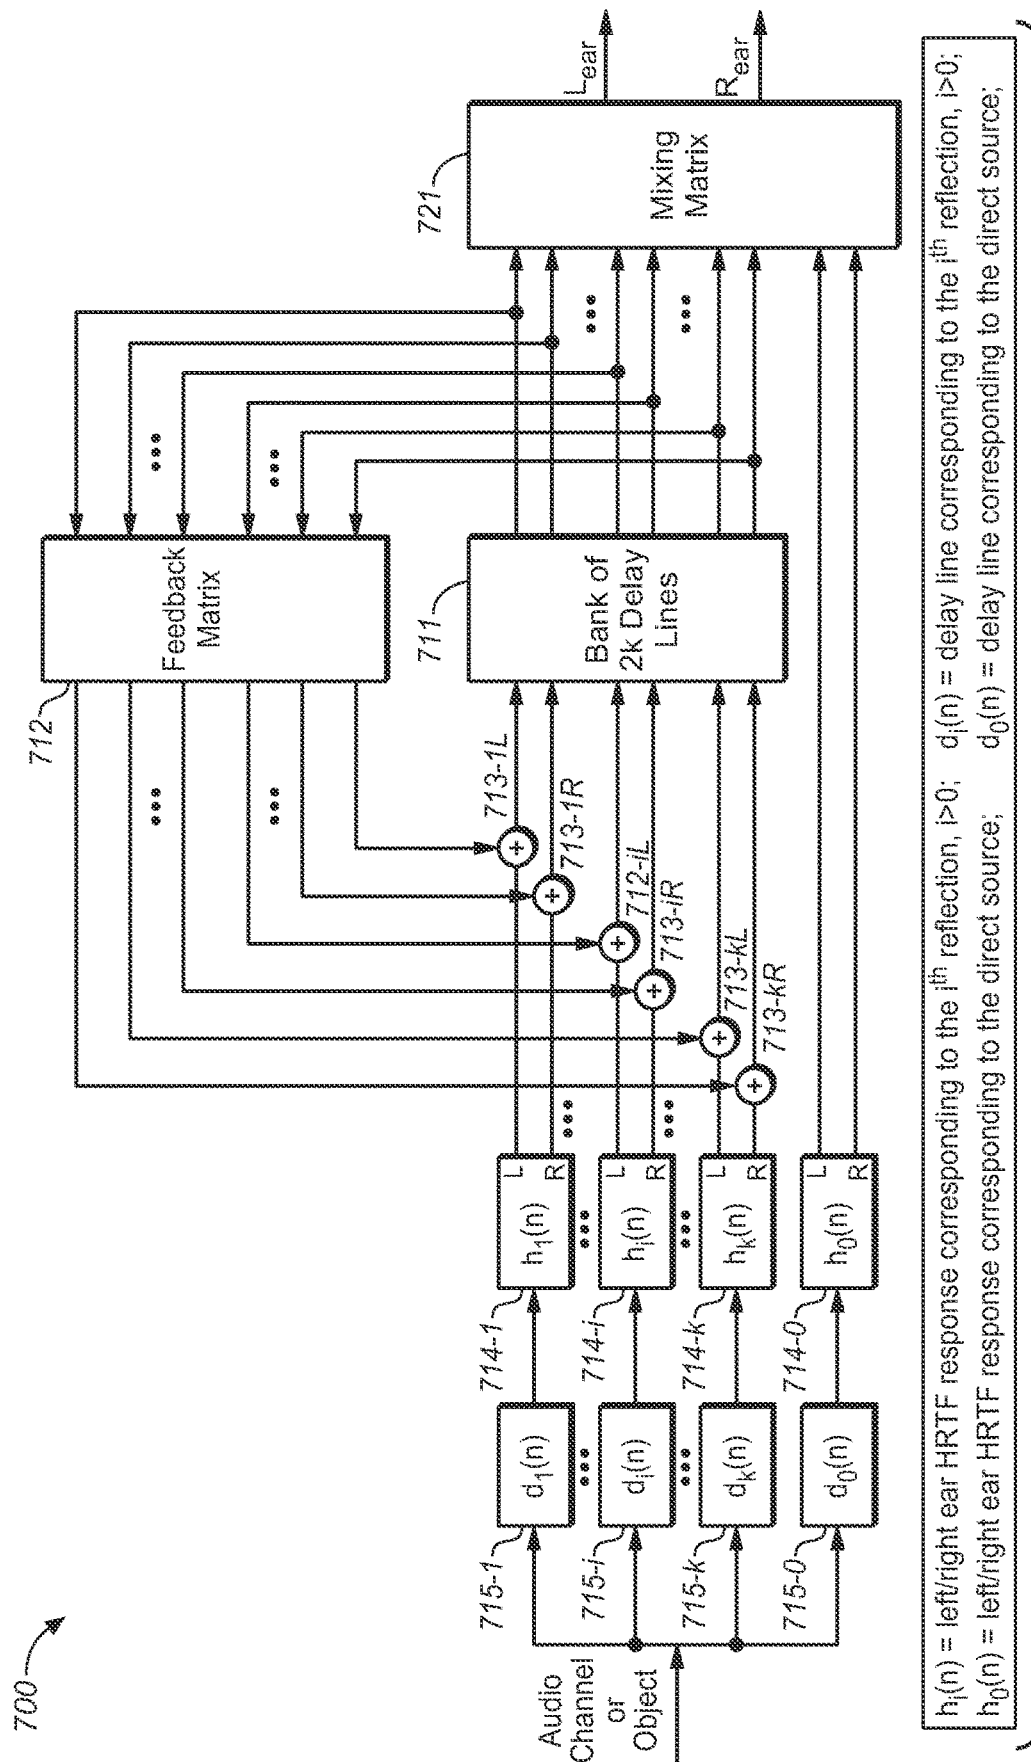 700
Audio
Channel
or
Object
715-1
d1(n)
714-1
h1(n)
L
R
715-i
di(n)
714-i
hi(n)
L
R
715-k
dk(n)
714-k
hk(n)
L
R
715-0
d0(n)
714-0
h0(n)
L
R
712
Feedback
Matrix
713-1L
713-1R
712-iL
713-iR
713-kL
713-kR
711
Bank of
2k Delay
Lines
721
Mixing
Matrix
Lear
Rear
hi(n) = left/right ear HRTF response corresponding to the ith reflection, i>0; di(n) = delay line corresponding to the ith reflection, i>0;
h0(n) = left/right ear HRTF response corresponding to the direct source; d0(n) = delay line corresponding to the direct source;